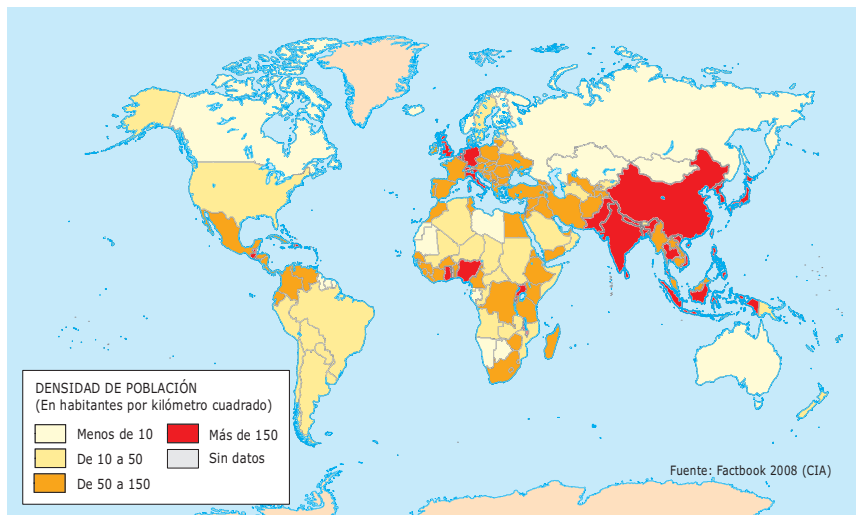 DENSIDAD DE POBLACIÓN
(En habitantes por kilómetro cuadrado)
Menos de 10
De 10 a 50
De 50 a 150
Más de 150
Sin datos
Fuente: Factbook 2008 (CIA)